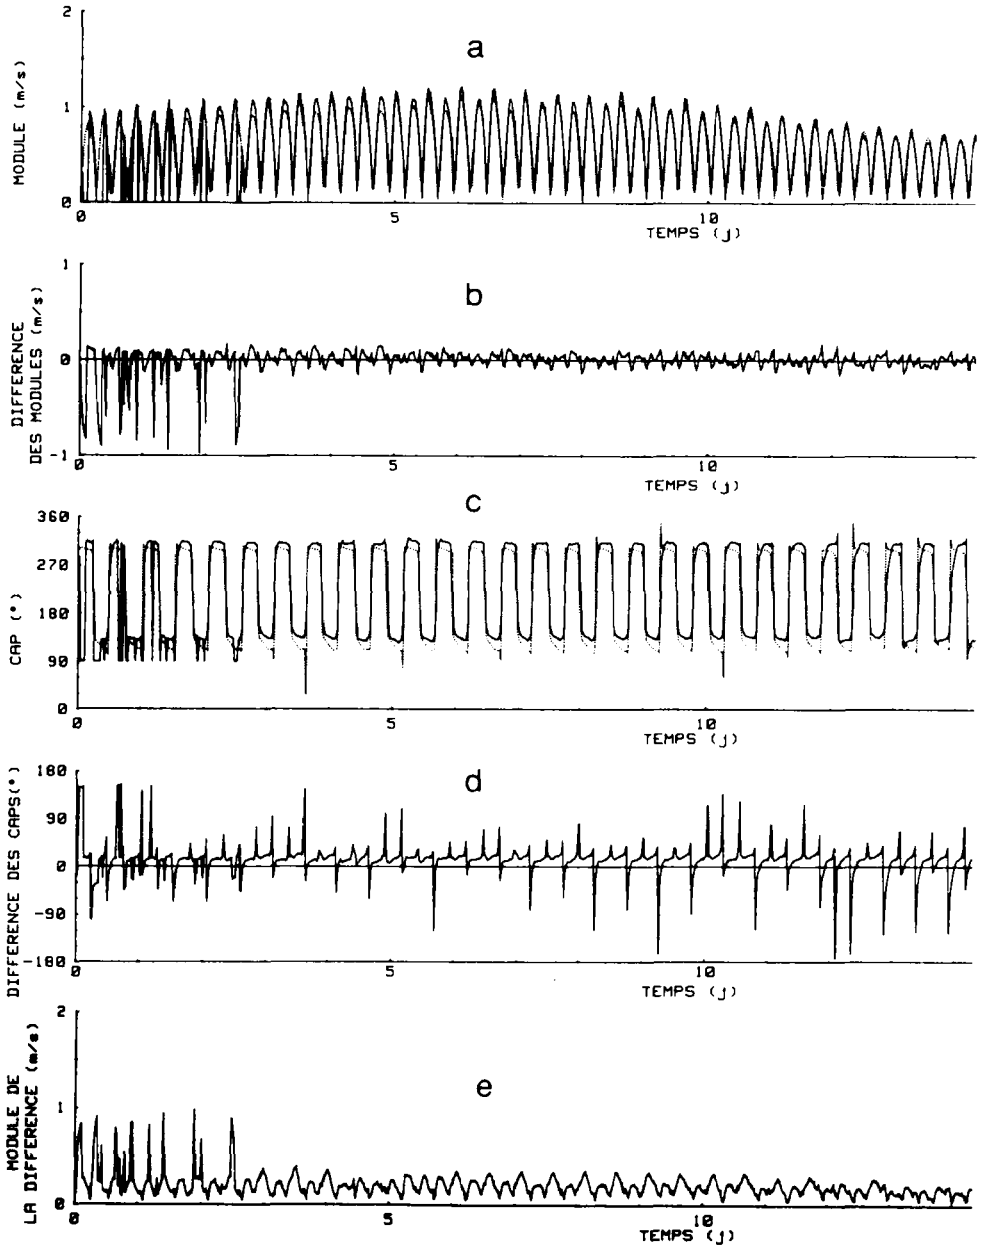 2
a
MODULE (m/s)
1
0
0
5
10
TEMPS (j)
1
b
DIFFERENCE
DES MODULES (m/s)
0
-1
0
5
10
TEMPS (j)
c
360
270
CAP (°)
180
90
0
0
5
10
TEMPS (j)
d
DIFFERENCE DES CAPS(°)
180
90
0
-90
-180
0
5
10
TEMPS (j)
2
e
MODULE DE
LA DIFFERENCE (m/s)
1
0
0
5
10
TEMPS (j)